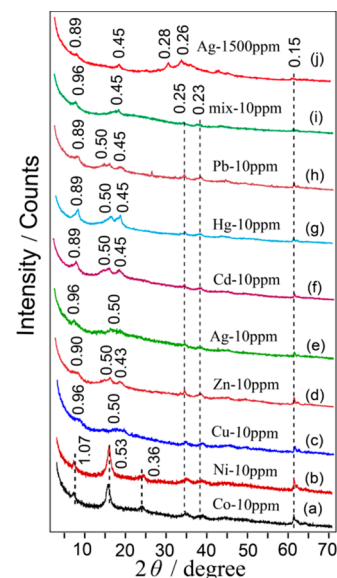 0.89
0.45
0.28
0.26
Ag-1500ppm
0.15
(j)
0.96
0.45
0.25
0.23
mix-10ppm
(i)
0.89
0.50
0.45
Pb-10ppm
(h)
0.89
0.50
0.45
Hg-10ppm
(g)
0.89
0.50
0.45
Cd-10ppm
(f)
0.96
0.50
Ag-10ppm
(e)
0.90
0.50
0.43
Zn-10ppm
(d)
0.96
0.50
Cu-10ppm
(c)
1.07
0.53
0.36
Ni-10ppm
(b)
Co-10ppm
(a)
Intensity / Counts
10 20 30 40 50 60 70
2 θ / degree